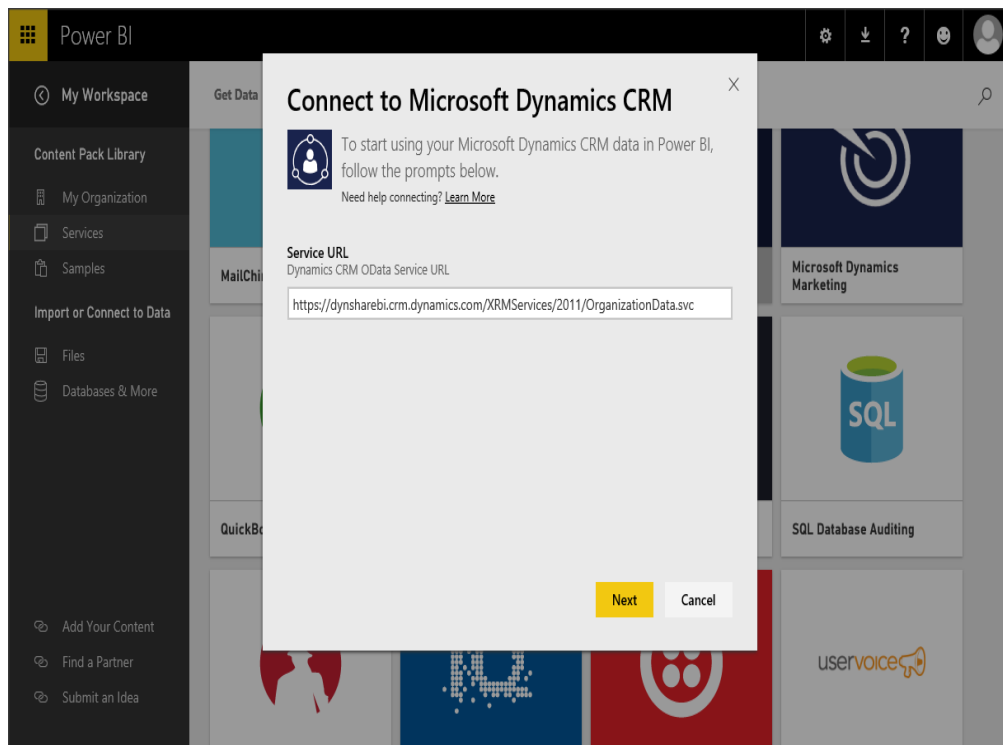 Power BI
?
My Workspace
Content Pack Library
My Organization
Services
Samples
Import or Connect to Data
Files
Databases & More
Add Your Content
Find a Partner
Submit an Idea
Get Data
Connect to Microsoft Dynamics CRM
X
To start using your Microsoft Dynamics CRM data in Power BI,
follow the prompts below.
Need help connecting? Learn More
Service URL
Dynamics CRM OData Service URL
https://dynsharebi.crm.dynamics.com/XRMServices/2011/OrganizationData.svc
Next
Cancel
MailChi
Microsoft Dynamics
Marketing
SQL
QuickBo
SQL Database Auditing
uservoice